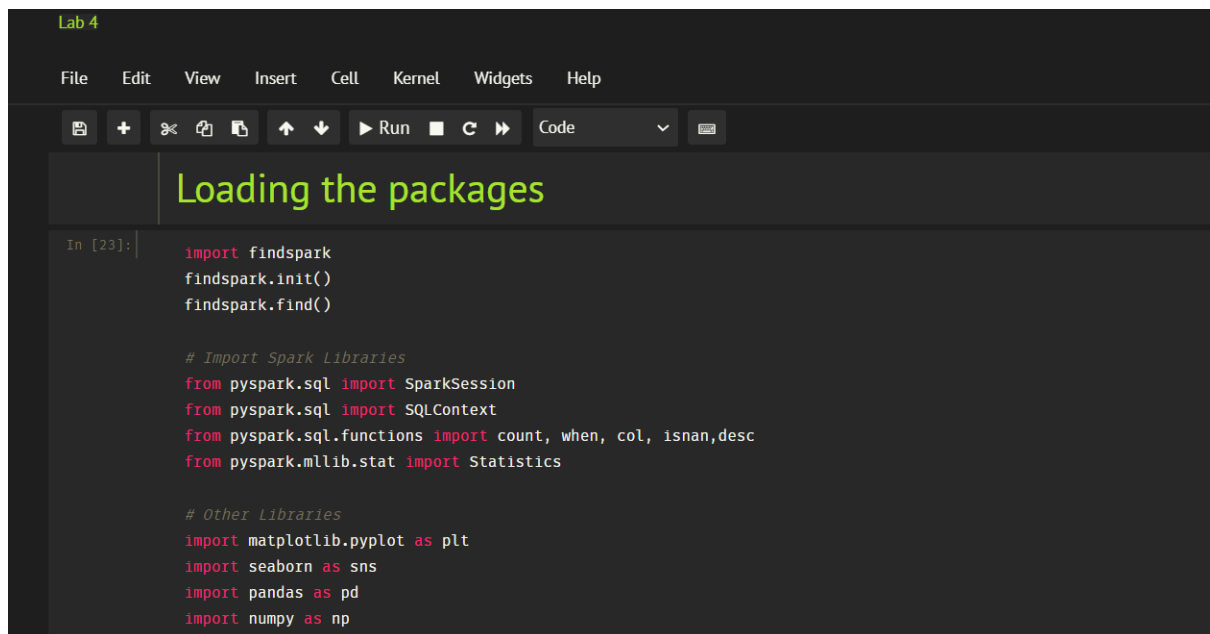 Lab 4
File Edit View Insert Cell Kernel Widgets Help
Run Code
Loading the packages
In [23]:
import findspark
findspark.init()
findspark.find()
# Import Spark Libraries
from pyspark.sql import SparkSession
from pyspark.sql import SQLContext
from pyspark.sql.functions import count, when, col, isnan,desc
from pyspark.mllib.stat import Statistics
# Other Libraries
import matplotlib.pyplot as plt
import seaborn as sns
import pandas as pd
import numpy as np